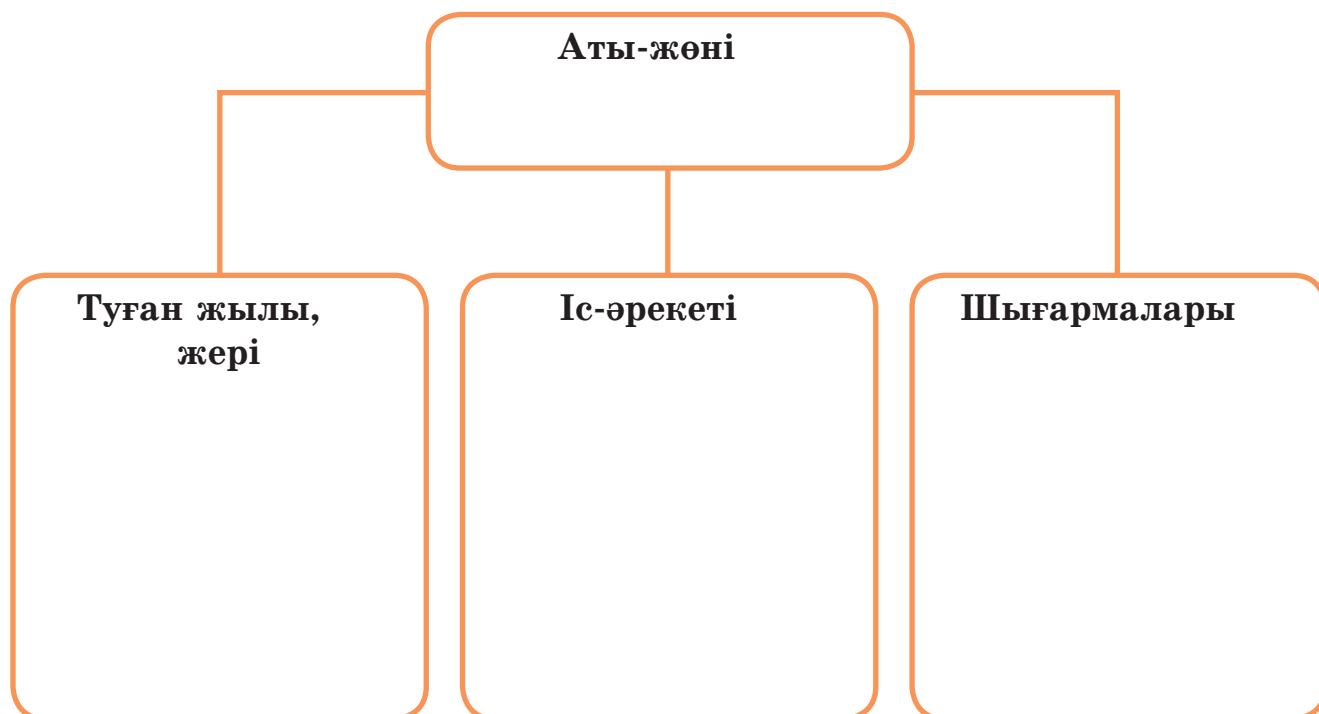 Аты-жөні
Туған жылы,
жері
Іс-әрекеті
Шығармалары